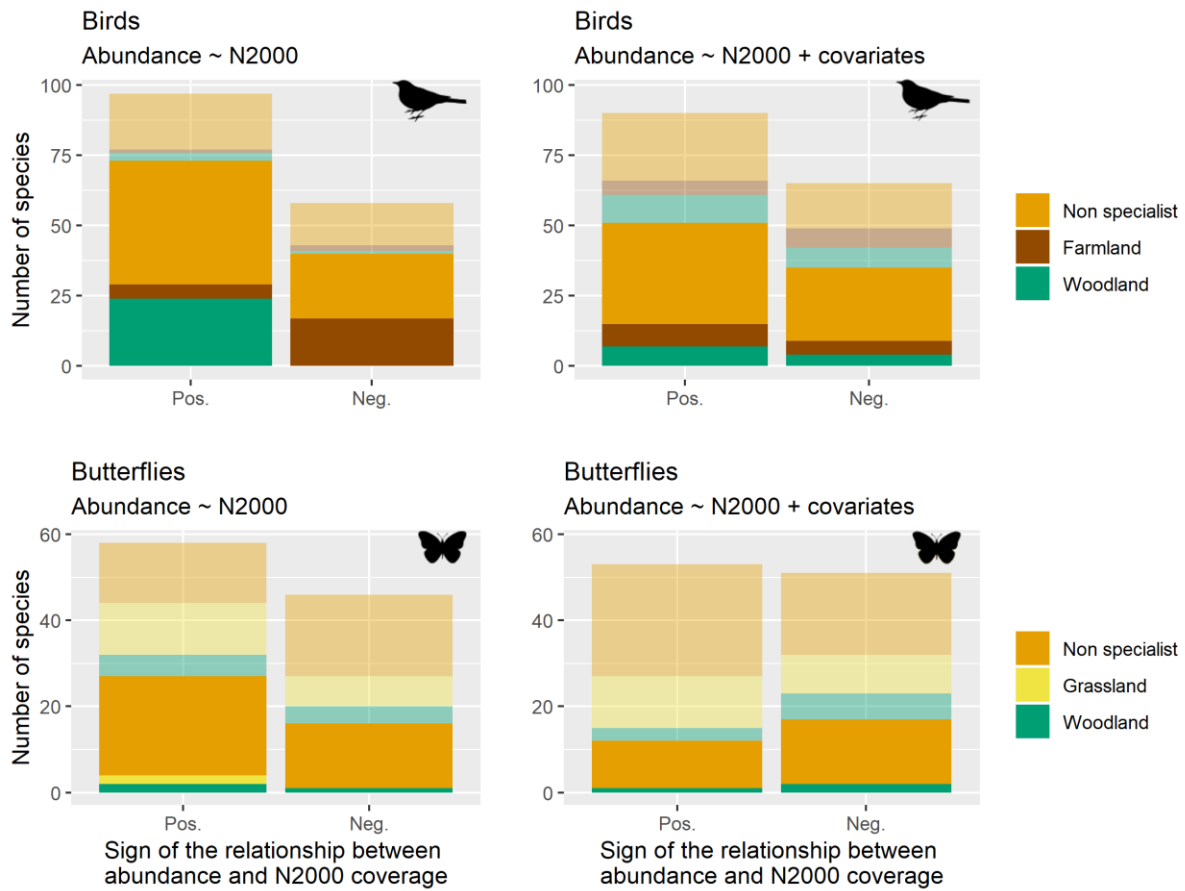 Birds
Abundance ~ N2000
Number of species
100
75
50
25
0
Pos.
Neg.
Birds
Abundance ~ N2000 + covariates
100
75
50
25
0
Pos.
Neg.
Non specialist
Farmland
Woodland
Butterflies
Abundance ~ N2000
Number of species
60
40
20
0
Pos.
Neg.
Sign of the relationship between
abundance and N2000 coverage
Butterflies
Abundance ~ N2000 + covariates
60
40
20
0
Pos.
Neg.
Sign of the relationship between
abundance and N2000 coverage
Non specialist
Grassland
Woodland